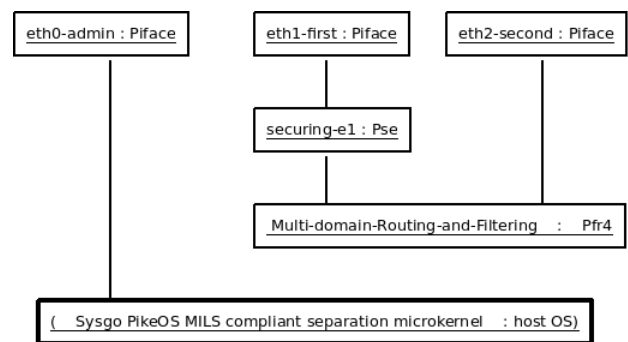 eth0-admin : Piface
eth1-first : Piface
eth2-second : Piface
securing-e1 : Pse
Multi-domain-Routing-and-Filtering : Pfr4
( Sysgo PikeOS MILS compliant separation microkernel : host OS)